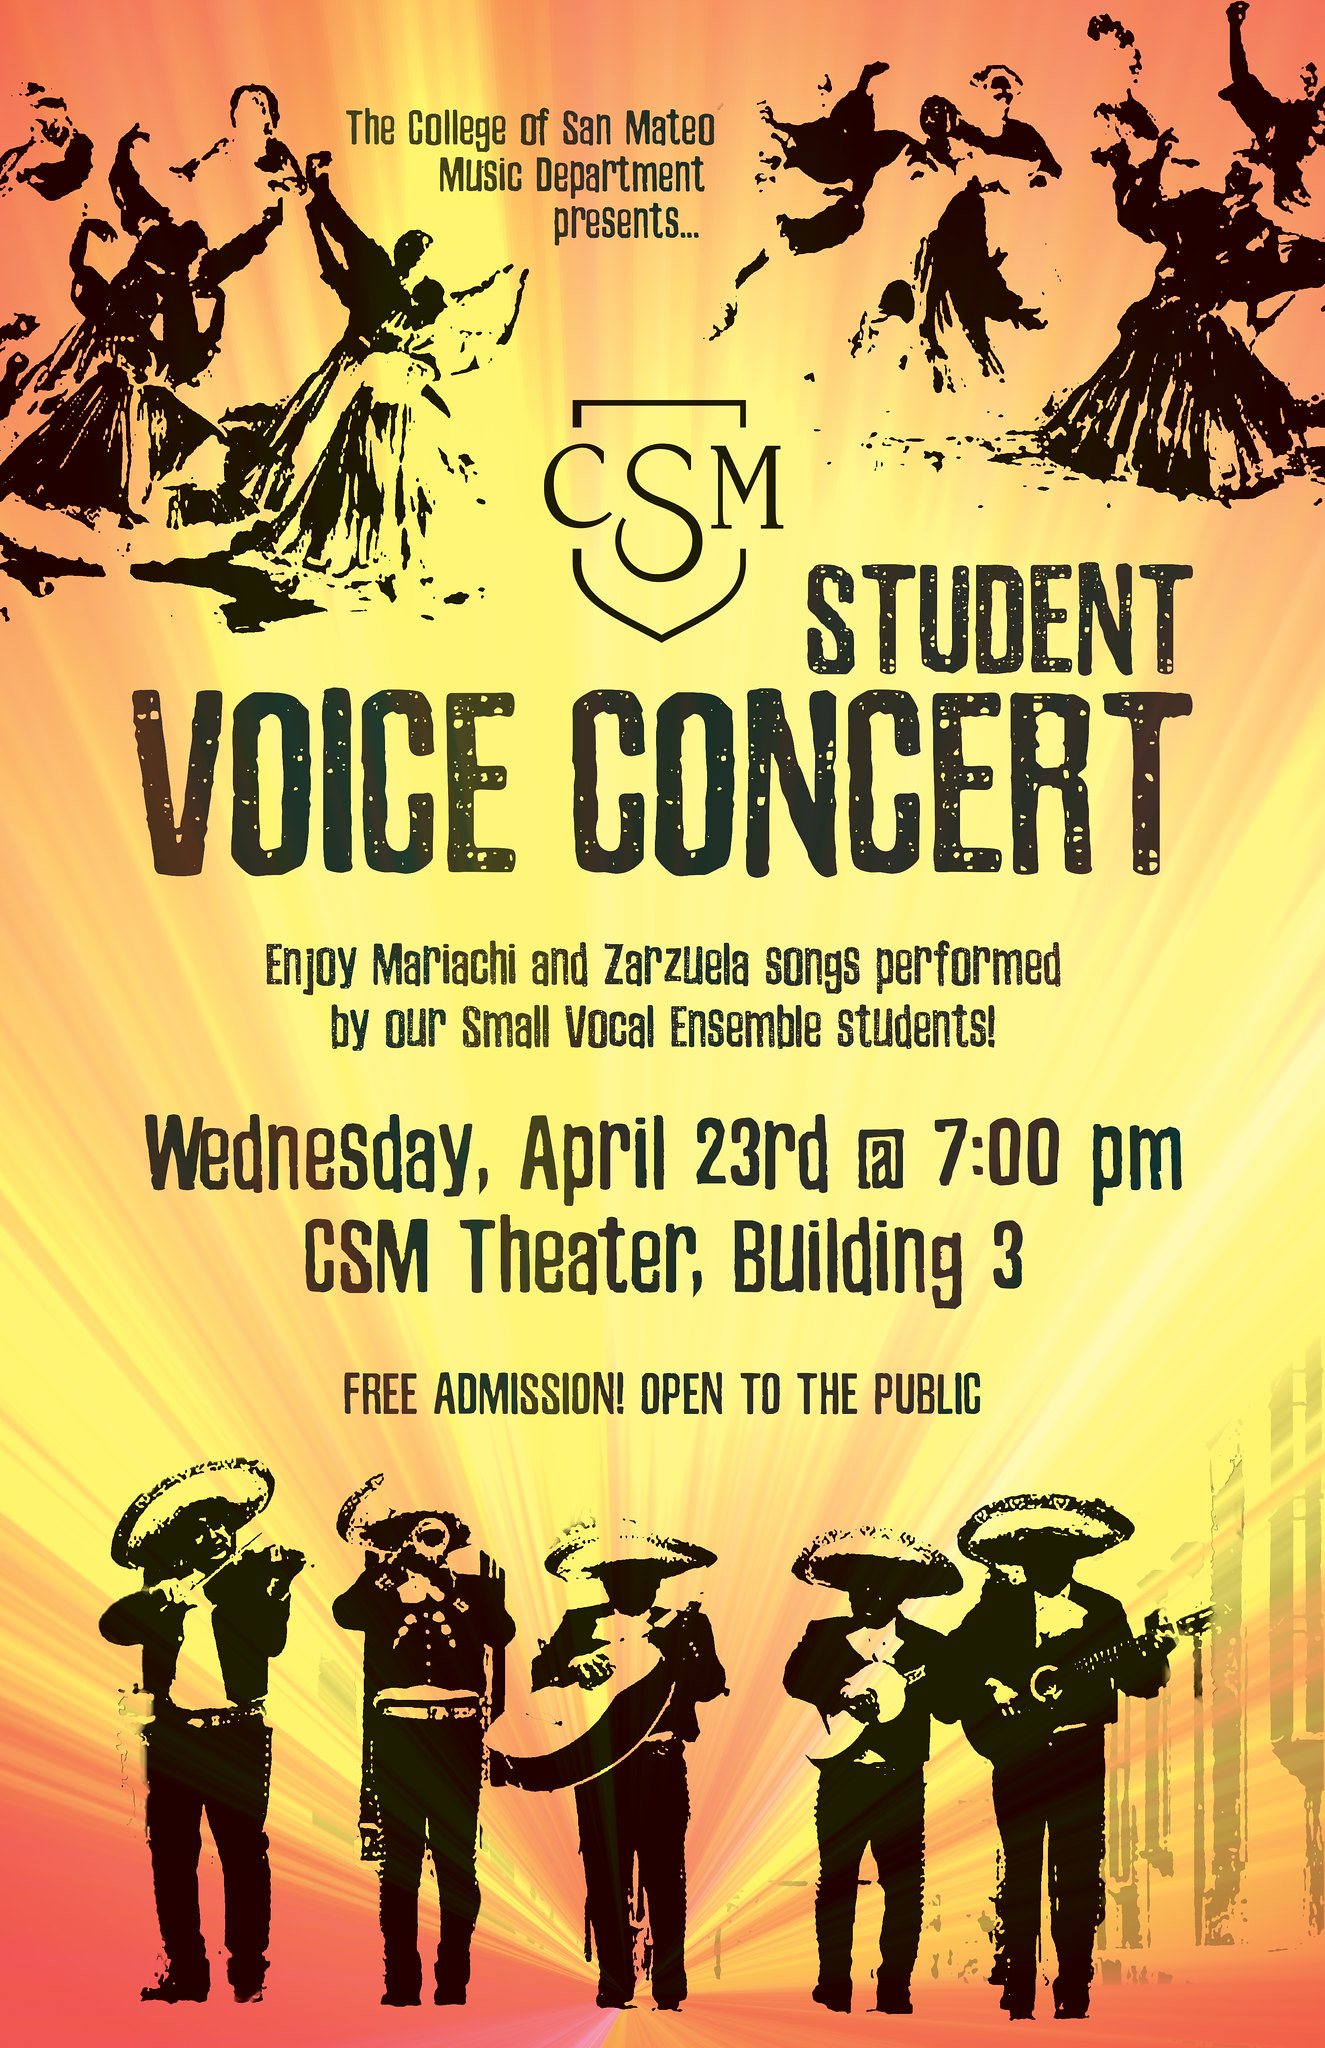 The College of San Mateo
Music Department
presents...
CSM
STUDENT
VOICE CONCERT
Enjoy Mariachi and Zarzuela songs performed
by our Small Vocal Ensemble students!
Wednesday, April 23rd @ 7:00 pm
CSM Theater, Building 3
FREE ADMISSION! OPEN TO THE PUBLIC